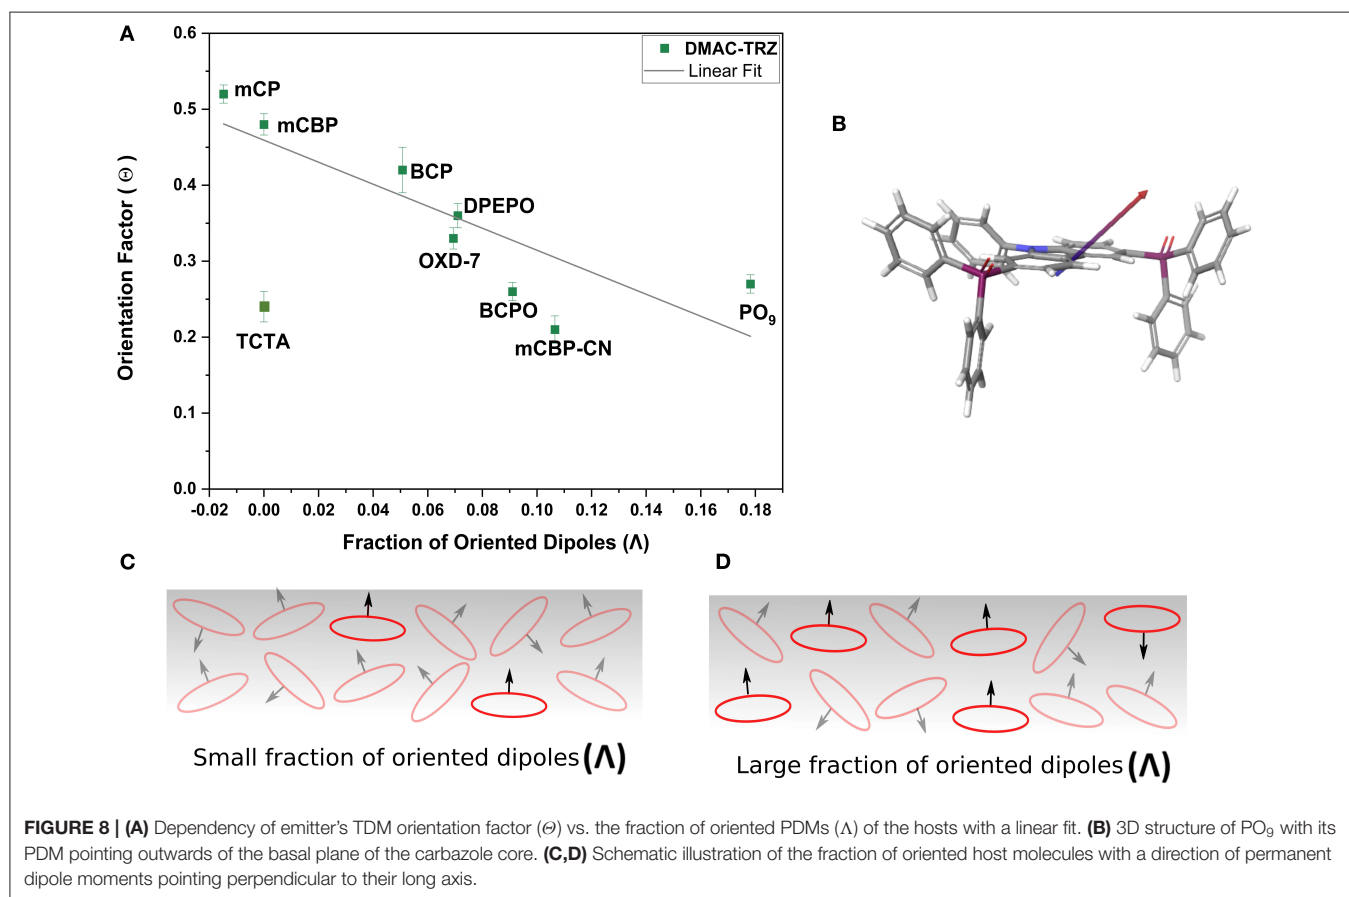 A
0.6
0.5
0.4
0.3
0.2
0.1
0.0
Orientation Factor ( Θ )
DMAC-TRZ
Linear Fit
mCP
mCBP
BCP
DPEPO
OXD-7
BCPO
mCBP-CN
PO9
TCTA
-0.02 0.00 0.02 0.04 0.06 0.08 0.10 0.12 0.14 0.16 0.18
Fraction of Oriented Dipoles (Λ)
B
C
Small fraction of oriented dipoles(Λ)
D
Large fraction of oriented dipoles(Λ)
FIGURE 8 | (A) Dependency of emitter's TDM orientation factor (Θ) vs. the fraction of oriented PDMs (Λ) of the hosts with a linear fit. (B) 3D structure of PO9 with its
PDM pointing outwards of the basal plane of the carbazole core. (C,D) Schematic illustration of the fraction of oriented host molecules with a direction of permanent
dipole moments pointing perpendicular to their long axis.